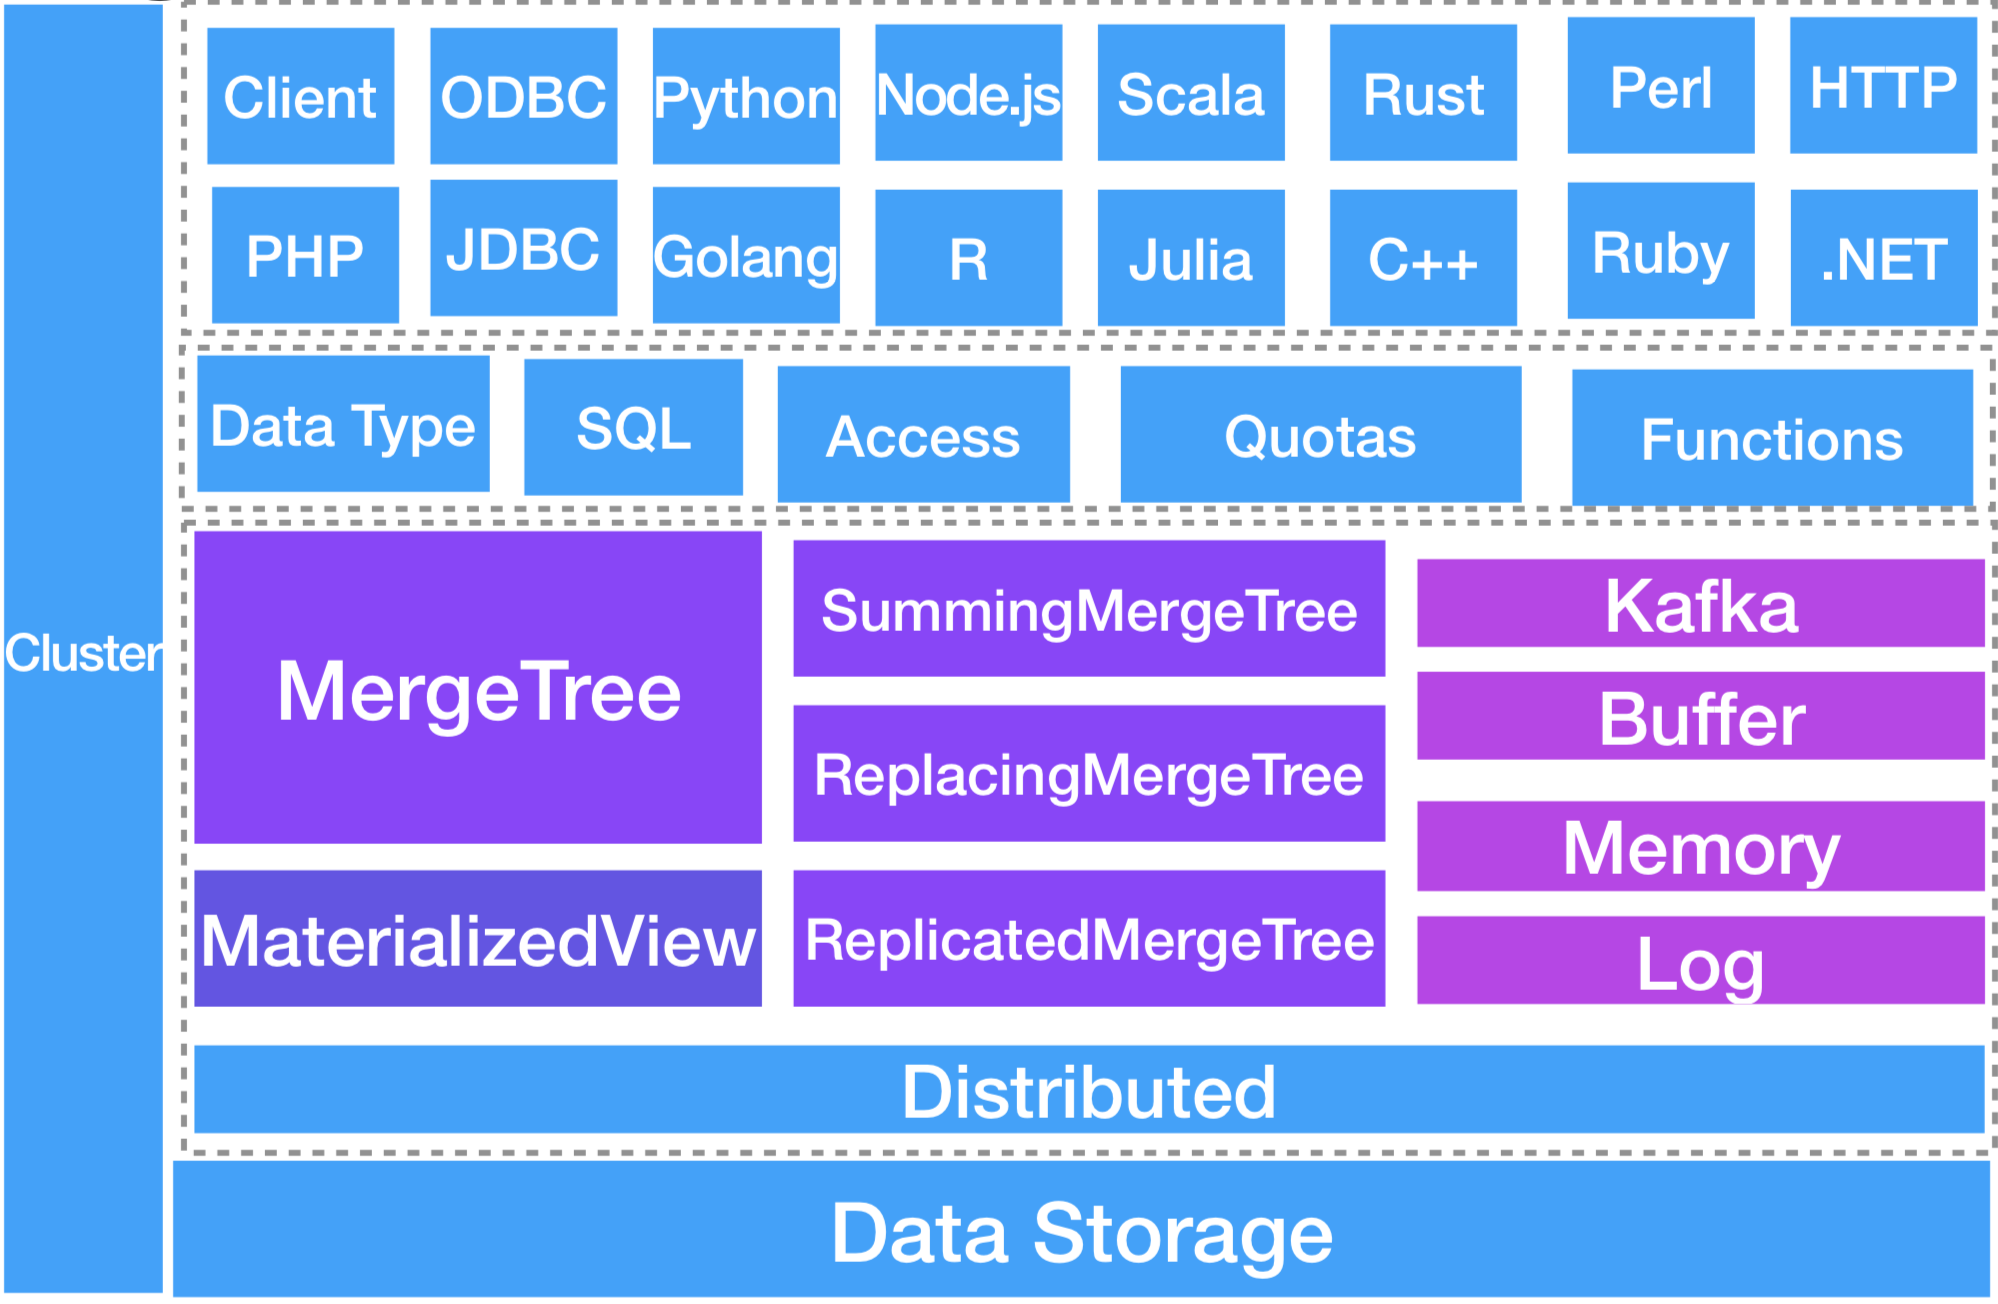 Cluster
Client
ODBC
Python
Node.js
Scala
Rust
Perl
HTTP
PHP
JDBC
Golang
R
Julia
C++
Ruby
.NET
Data Type
SQL
Access
Quotas
Functions
MergeTree
SummingMergeTree
Kafka
Buffer
ReplacingMergeTree
Memory
MaterializedView
ReplicatedMergeTree
Log
Distributed
Data Storage